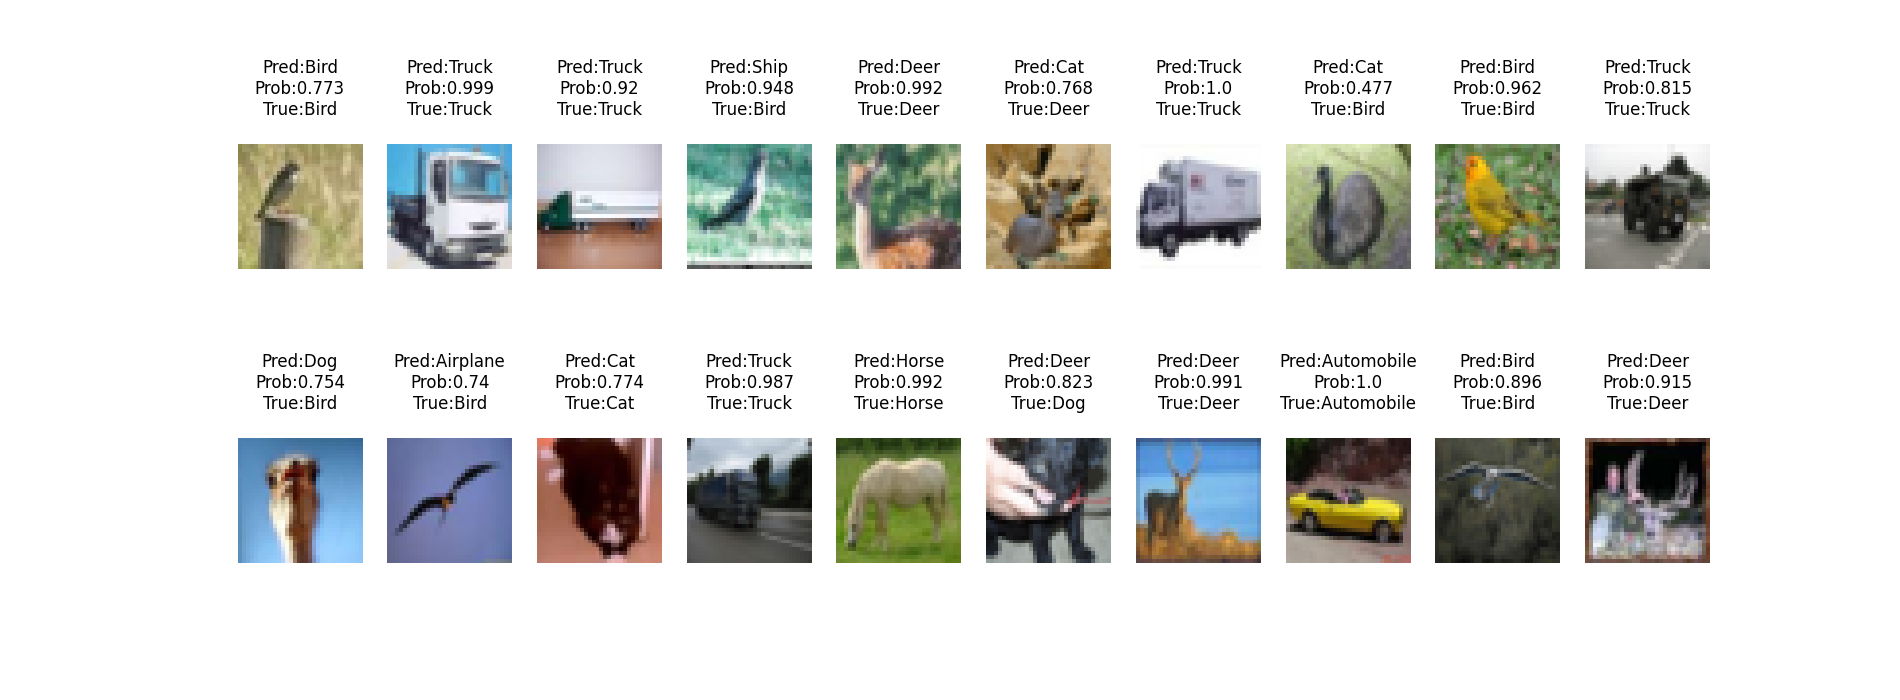 Pred:Bird
Prob:0.773
True:Bird
Pred:Truck
Prob:0.999
True:Truck
Pred:Truck
Prob:0.92
True:Truck
Pred:Ship
Prob:0.948
True:Bird
Pred:Deer
Prob:0.992
True:Deer
Pred:Cat
Prob:0.768
True:Deer
Pred:Truck
Prob:1.0
True:Truck
Pred:Cat
Prob:0.477
True:Bird
Pred:Bird
Prob:0.962
True:Bird
Pred:Truck
Prob:0.815
True:Truck
Pred:Dog
Prob:0.754
True:Bird
Pred:Airplane
Prob:0.74
True:Bird
Pred:Cat
Prob:0.774
True:Cat
Pred:Truck
Prob:0.987
True:Truck
Pred:Horse
Prob:0.992
True:Horse
Pred:Deer
Prob:0.823
True:Dog
Pred:Deer
Prob:0.991
True:Deer
Pred:Automobile
Prob:1.0
True:Automobile
Pred:Bird
Prob:0.896
True:Bird
Pred:Deer
Prob:0.915
True:Deer